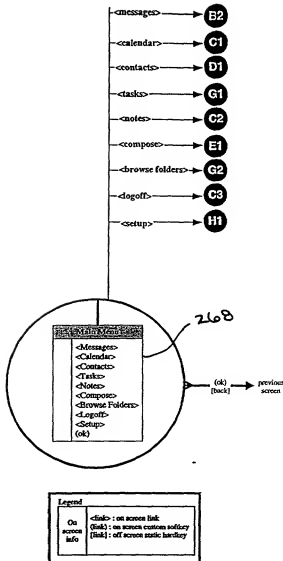 <messages> B2
<calendar> C1
<contacts> D1
<tasks> G1
<notes> C2
<compose> E1
<browse folders> G2
<logoff> C3
<setup> H1
Main Menu
268
<Messages>
<Calendar>
<Contacts>
<Tasks>
<Notes>
<Compose>
<Browse Folders>
<Logoff>
<Setup>
(ok)
(ok)
[back]
previous
screen
Legend
On
screen
info
<link> : on screen link
(link) : on screen custom softkey
[link] : off screen static hardkey